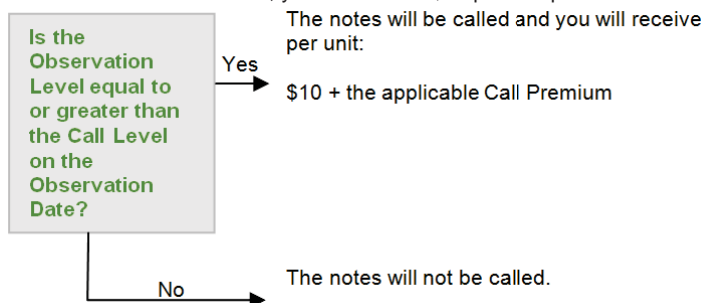 Is the
Observation
Level equal to
or greater than
the Call Level
on the
Observation
Date?
Yes
The notes will be called and you will receive
per unit:
$10 + the applicable Call Premium
No
The notes will not be called.